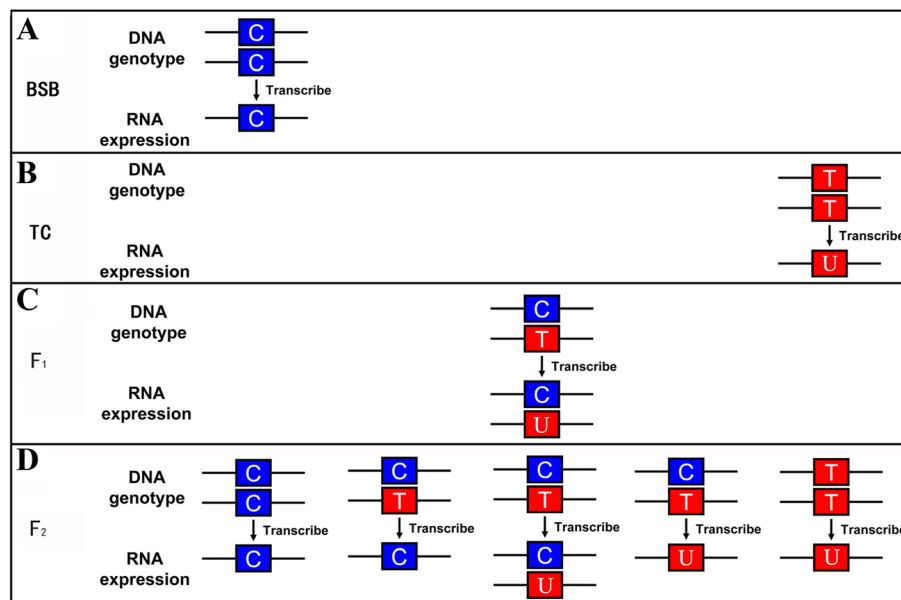 A
DNA
genotype
C
C
BSB
Transcribe
RNA
expression
C
B
DNA
genotype
T
T
TC
Transcribe
RNA
expression
U
C
DNA
genotype
C
T
F1
Transcribe
RNA
expression
C
U
D
DNA
genotype
C C C C T
C T T T T
F2
Transcribe Transcribe Transcribe Transcribe Transcribe
RNA
expression
C C C U U
U